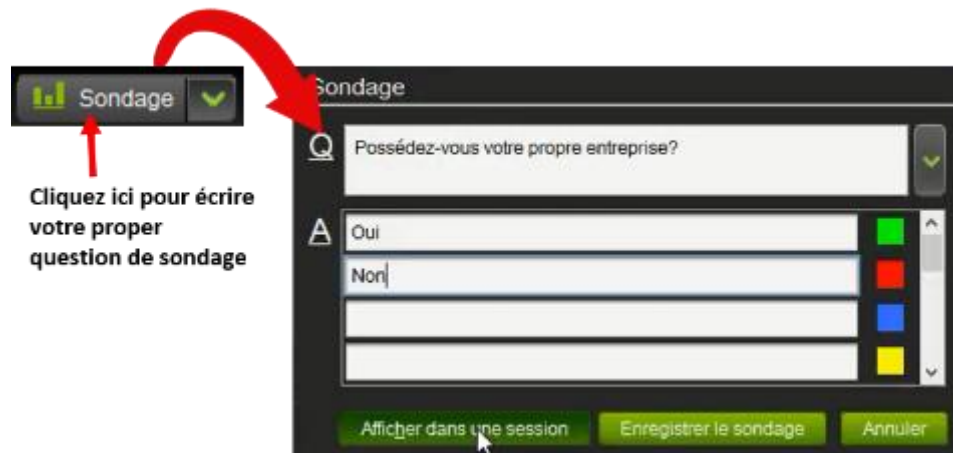 Sondage
Cliquez ici pour écrire
votre proper
question de sondage
Sondage
Q
Possédez-vous votre propre entreprise?
A
Oui
Non
Afficher dans une session
Enregistrer le sondage
Annuler